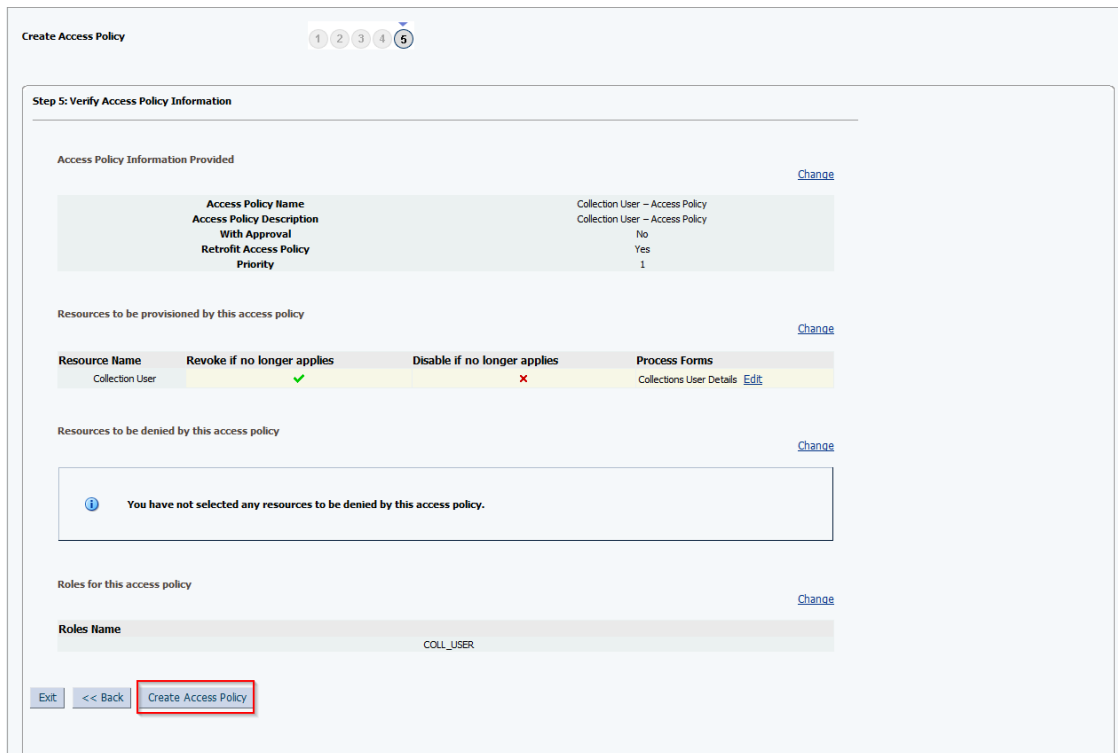 Create Access Policy
1 2 3 4 5
Step 5: Verify Access Policy Information
Access Policy Information Provided
Change
Access Policy Name Collection User – Access Policy
Access Policy Description Collection User – Access Policy
With Approval No
Retrofit Access Policy Yes
Priority 1
Resources to be provisioned by this access policy
Change
Resource Name Revoke if no longer applies Disable if no longer applies Process Forms
Collection User Collections User Details Edit
Resources to be denied by this access policy
Change
You have not selected any resources to be denied by this access policy.
Roles for this access policy
Change
Roles Name
COLL_USER
Exit << Back Create Access Policy